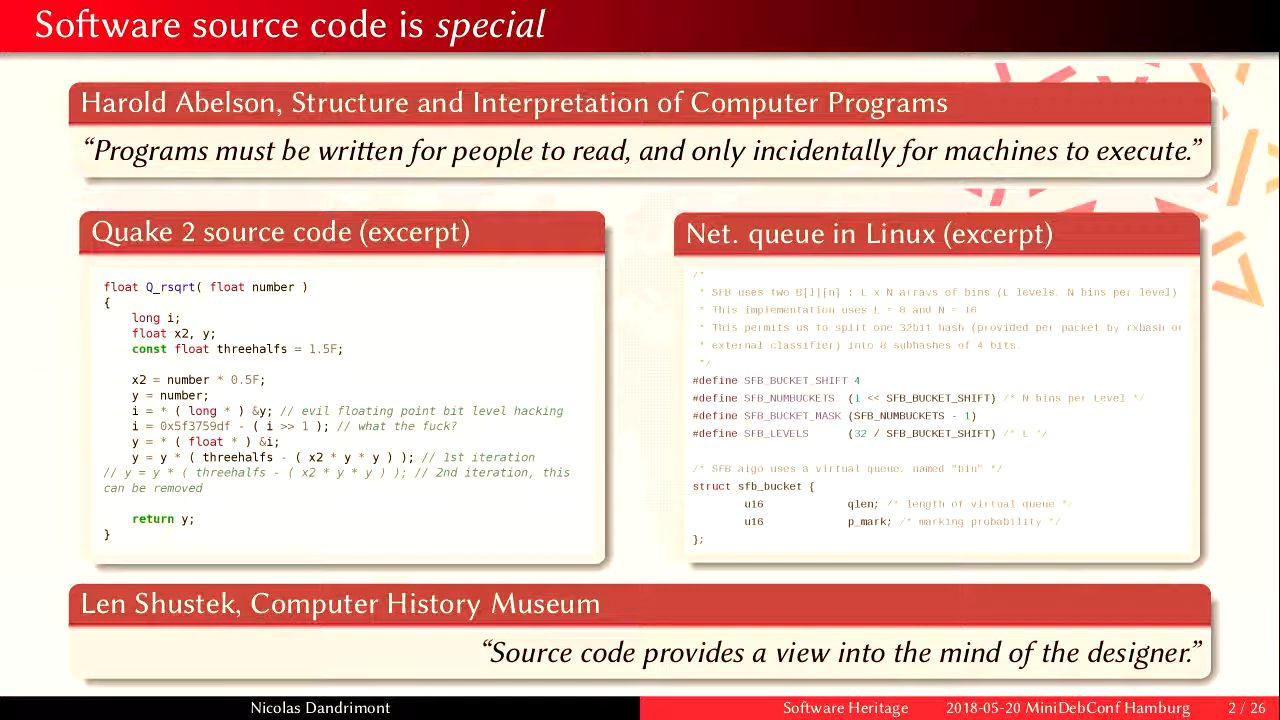 Software source code is special
Harold Abelson, Structure and Interpretation of Computer Programs
“Programs must be written for people to read, and only incidentally for machines to execute.”
Quake 2 source code (excerpt)
float Q_rsqrt( float number )
{
    long i;
    float x2, y;
    const float threehalfs = 1.5F;
    x2 = number * 0.5F;
    y = number;
    i = * ( long * ) &y; // evil floating point bit level hacking
    i = 0x5f3759df - ( i >> 1 ); // what the fuck?
    y = * ( float * ) &i;
    y = y * ( threehalfs - ( x2 * y * y ) ); // 1st iteration
// y = y * ( threehalfs - ( x2 * y * y ) ); // 2nd iteration, this
can be removed
    return y;
}
Net. queue in Linux (excerpt)
/*
 * SFB uses two B[l][n] : L x N arrays of bins (L levels, N bins per level)
 * This implementation uses L = 8 and N = 16
 * This permits us to split one 32bit hash (provided per packet by rxhash or
 * external classifier) into 8 subhashes of 4 bits.
 */
#define SFB_BUCKET_SHIFT 4
#define SFB_NUMBUCKETS  (1 << SFB_BUCKET_SHIFT) /* N bins per Level */
#define SFB_BUCKET_MASK (SFB_NUMBUCKETS - 1)
#define SFB_LEVELS      (32 / SFB_BUCKET_SHIFT) /* L */
/* SFB algo uses a virtual queue, named "bin" */
struct sfb_bucket {
        u16             qlen; /* length of virtual queue */
        u16             p_mark; /* marking probability */
};
Len Shustek, Computer History Museum
“Source code provides a view into the mind of the designer.”
Nicolas Dandrimont
Software Heritage
2018-05-20 MiniDebConf Hamburg
2 / 26